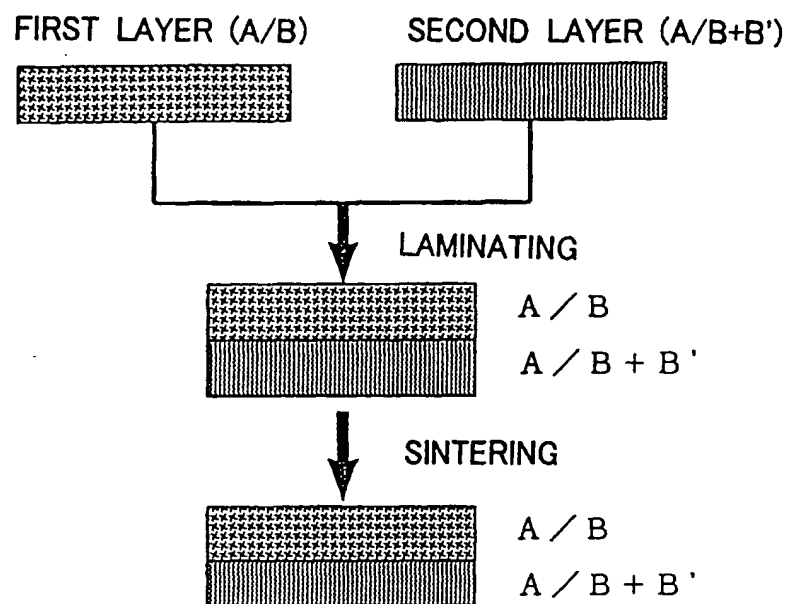 FIRST LAYER (A/B)
SECOND LAYER (A/B+B')
LAMINATING
A / B
A / B + B'
SINTERING
A / B
A / B + B'